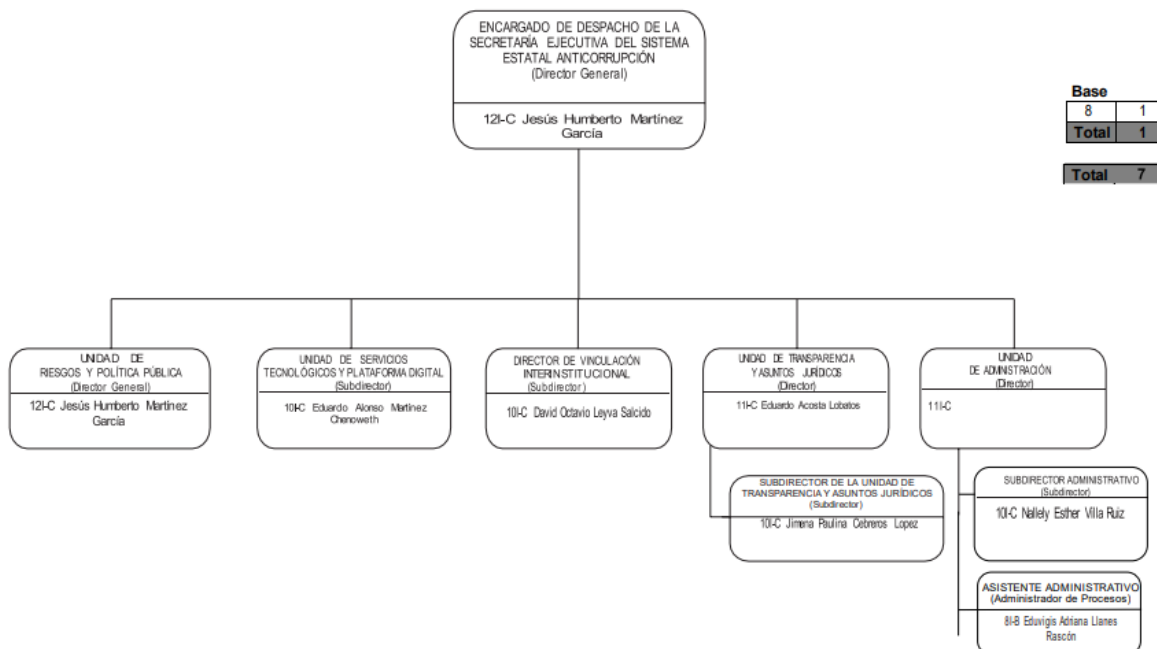 ENCARGADO DE DESPACHO DE LA
SECRETARÍA EJECUTIVA DEL SISTEMA
ESTATAL ANTICORRUPCIÓN
(Director General)
12I-C Jesús Humberto Martínez
García
Base
8 1
Total 1
Total 7
UNIDAD DE
RIESGOS Y POLÍTICA PÚBLICA
(Director General)
12I-C Jesús Humberto Martínez
García
UNIDAD DE SERVICIOS
TECNOLÓGICOS Y PLATAFORMA DIGITAL
(Subdirector)
10I-C Eduardo Alonso Martínez
Chenoweth
DIRECTOR DE VINCULACIÓN
INTERINSTITUCIONAL
(Subdirector)
10I-C David Octavio Leyva Salcido
UNIDAD DE TRANSPARENCIA
Y ASUNTOS JURÍDICOS
(Director)
11I-C Eduardo Acosta Lobatos
UNIDAD
DE ADMINISTRACIÓN
(Director)
11I-C
SUBDIRECTOR DE LA UNIDAD DE
TRANSPARENCIA Y ASUNTOS JURÍDICOS
(Subdirector)
10I-C Jimena Paulina Cebreros Lopez
SUBDIRECTOR ADMINISTRATIVO
(Subdirector)
10I-C Nallely Esther Villa Ruiz
ASISTENTE ADMINISTRATIVO
(Administrador de Procesos)
8I-B Eduvigis Adriana Llanes
Rascón